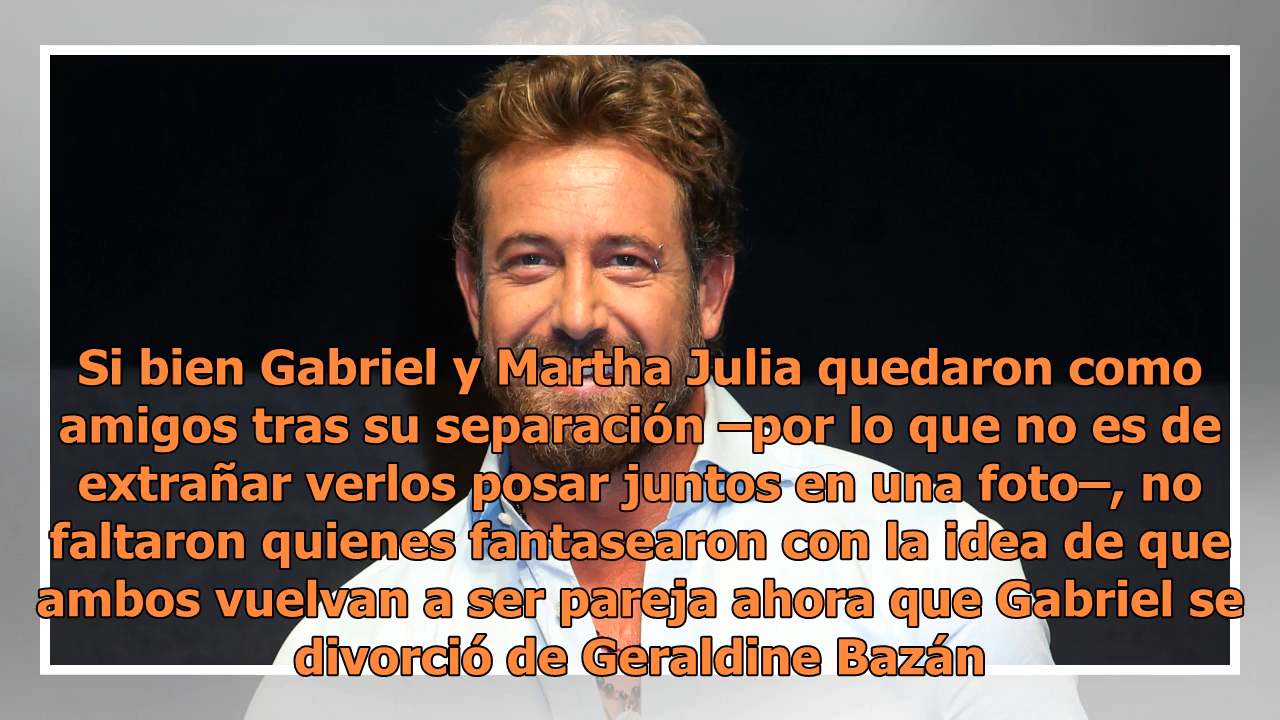 Si bien Gabriel y Martha Julia quedaron como
amigos tras su separación –por lo que no es de
extrañar verlos posar juntos en una foto–, no
faltaron quienes fantasearon con la idea de que
ambos vuelvan a ser pareja ahora que Gabriel se
divorció de Geraldine Bazán